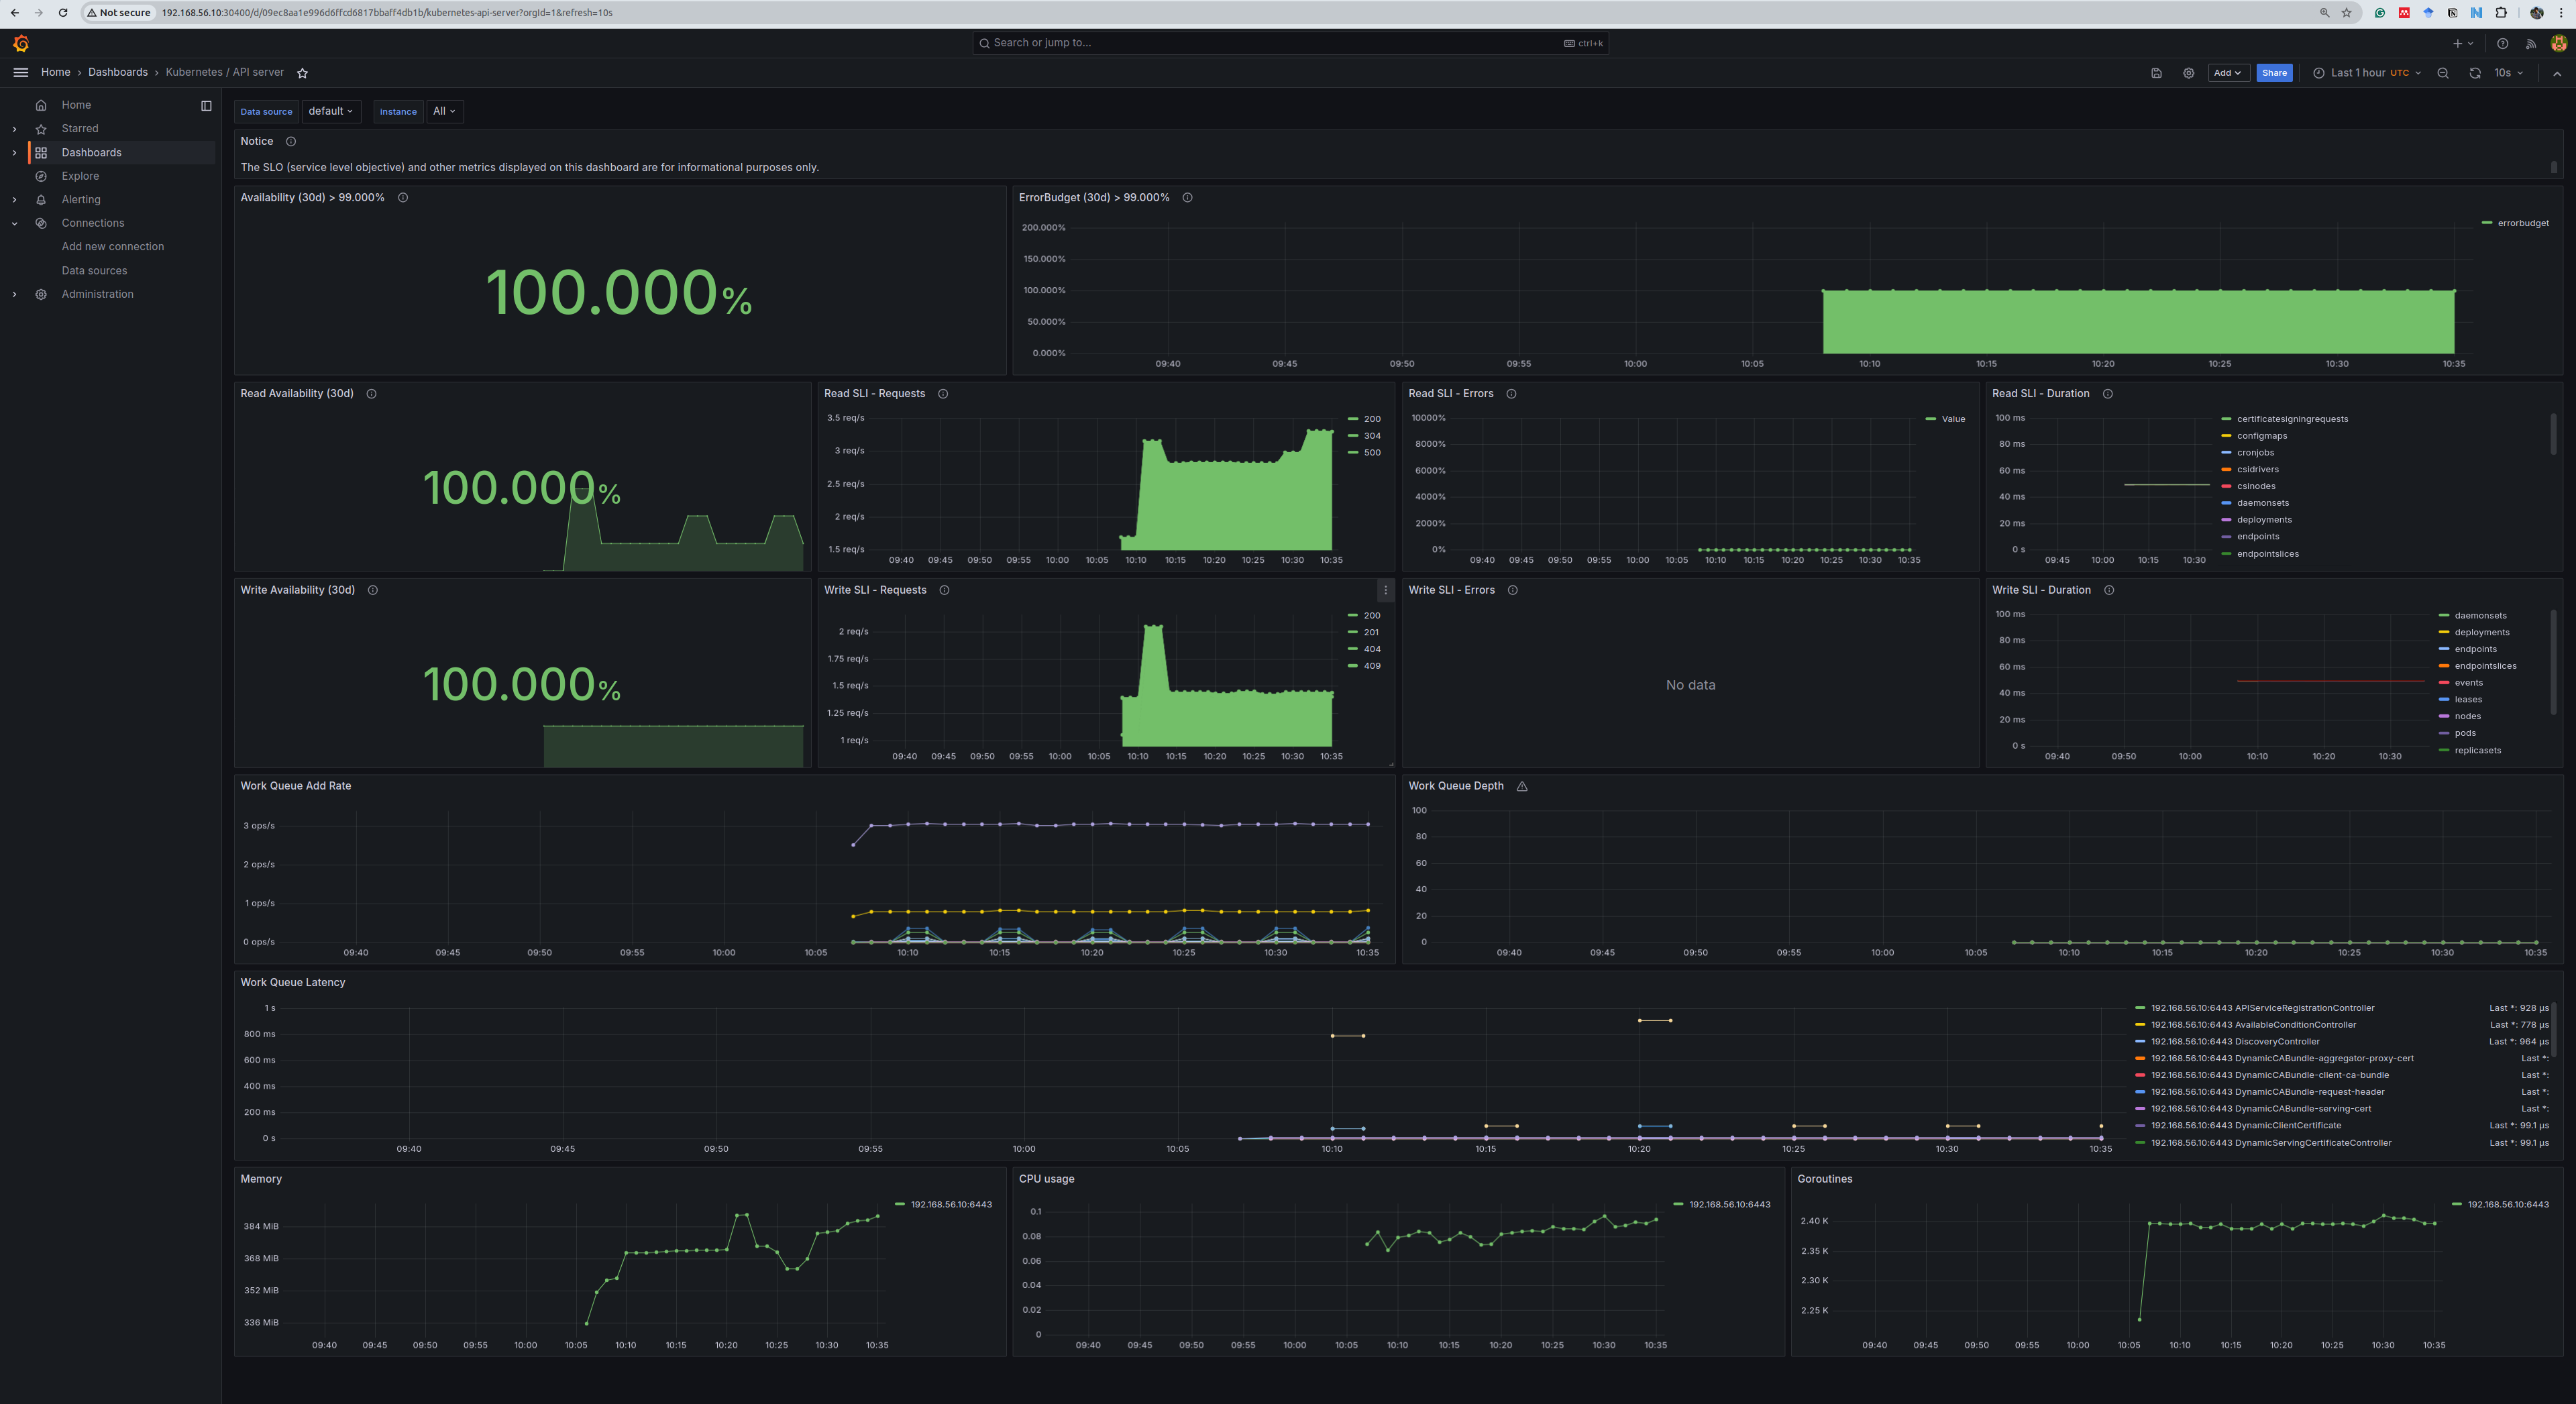 Not secure 192.168.56.10:30400/d/09ec8aa1e996d6ffcd6817bbaff4db1b/kubernetes-api-server?orgId=1&refresh=10s
Search or jump to... ctrl+k
Home › Dashboards › Kubernetes / API server
Add Share Last 1 hour UTC 10s
Home
Starred
Dashboards
Explore
Alerting
Connections
Add new connection
Data sources
Administration
Data source default instance All
Notice
The SLO (service level objective) and other metrics displayed on this dashboard are for informational purposes only.
Availability (30d) > 99.000%
100.000%
ErrorBudget (30d) > 99.000%
200.000%
150.000%
100.000%
50.000%
0.000%
09:40 09:45 09:50 09:55 10:00 10:05 10:10 10:15 10:20 10:25 10:30 10:35
errorbudget
Read Availability (30d)
100.000%
Read SLI - Requests
3.5 req/s
3 req/s
2.5 req/s
2 req/s
1.5 req/s
09:40 09:45 09:50 09:55 10:00 10:05 10:10 10:15 10:20 10:25 10:30 10:35
200
304
500
Read SLI - Errors
10000%
8000%
6000%
4000%
2000%
0%
09:40 09:45 09:50 09:55 10:00 10:05 10:10 10:15 10:20 10:25 10:30 10:35
Value
Read SLI - Duration
100 ms
80 ms
60 ms
40 ms
20 ms
0 s
09:45 10:00 10:15 10:30
certificatesigningrequests
configmaps
cronjobs
csidrivers
csinodes
daemonsets
deployments
endpoints
endpointslices
Write Availability (30d)
100.000%
Write SLI - Requests
2 req/s
1.75 req/s
1.5 req/s
1.25 req/s
1 req/s
09:40 09:45 09:50 09:55 10:00 10:05 10:10 10:15 10:20 10:25 10:30 10:35
200
201
404
409
Write SLI - Errors
No data
Write SLI - Duration
100 ms
80 ms
60 ms
40 ms
20 ms
0 s
09:40 09:50 10:00 10:10 10:20 10:30
daemonsets
deployments
endpoints
endpointslices
events
leases
nodes
pods
replicasets
Work Queue Add Rate
3 ops/s
2 ops/s
1 ops/s
0 ops/s
09:40 09:45 09:50 09:55 10:00 10:05 10:10 10:15 10:20 10:25 10:30 10:35
Work Queue Depth
100
80
60
40
20
0
09:40 09:45 09:50 09:55 10:00 10:05 10:10 10:15 10:20 10:25 10:30 10:35
Work Queue Latency
1 s
800 ms
600 ms
400 ms
200 ms
0 s
09:40 09:45 09:50 09:55 10:00 10:05 10:10 10:15 10:20 10:25 10:30 10:35
192.168.56.10:6443 APIServiceRegistrationController Last *: 928 µs
192.168.56.10:6443 AvailableConditionController Last *: 778 µs
192.168.56.10:6443 DiscoveryController Last *: 964 µs
192.168.56.10:6443 DynamicCABundle-aggregator-proxy-cert Last *:
192.168.56.10:6443 DynamicCABundle-client-ca-bundle Last *:
192.168.56.10:6443 DynamicCABundle-request-header Last *:
192.168.56.10:6443 DynamicCABundle-serving-cert Last *:
192.168.56.10:6443 DynamicClientCertificate Last *: 99.1 µs
192.168.56.10:6443 DynamicServingCertificateController Last *: 99.1 µs
Memory
384 MiB
368 MiB
352 MiB
336 MiB
09:40 09:45 09:50 09:55 10:00 10:05 10:10 10:15 10:20 10:25 10:30 10:35
192.168.56.10:6443
CPU usage
0.1
0.08
0.06
0.04
0.02
0
09:40 09:45 09:50 09:55 10:00 10:05 10:10 10:15 10:20 10:25 10:30 10:35
192.168.56.10:6443
Goroutines
2.40 K
2.35 K
2.30 K
2.25 K
09:40 09:45 09:50 09:55 10:00 10:05 10:10 10:15 10:20 10:25 10:30 10:35
192.168.56.10:6443